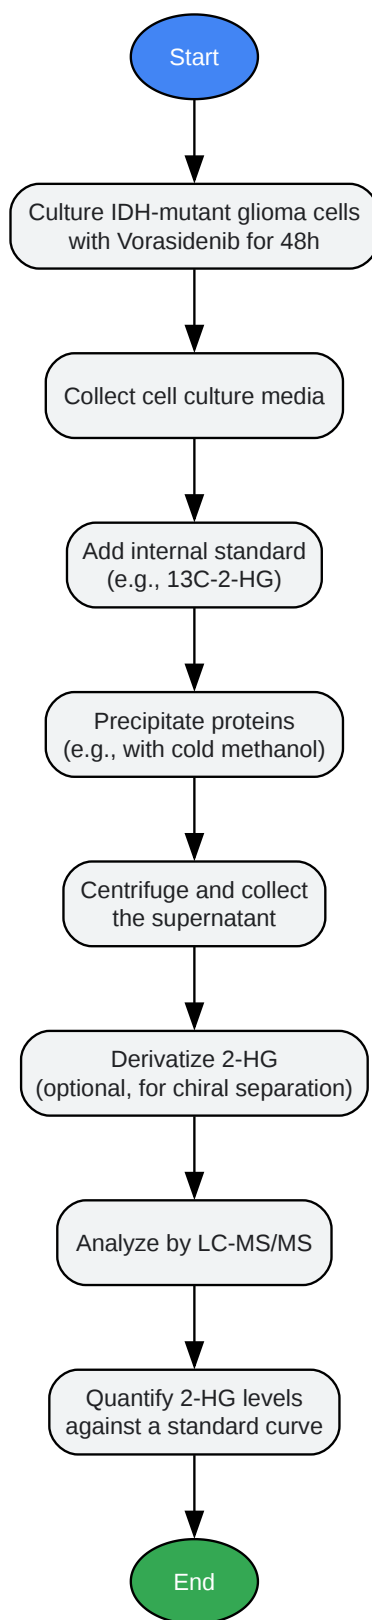 Start
Culture IDH-mutant glioma cells
with Vorasidenib for 48h
Collect cell culture media
Add internal standard
(e.g., 13C-2-HG)
Precipitate proteins
(e.g., with cold methanol)
Centrifuge and collect
the supernatant
Derivatize 2-HG
(optional, for chiral separation)
Analyze by LC-MS/MS
Quantify 2-HG levels
against a standard curve
End